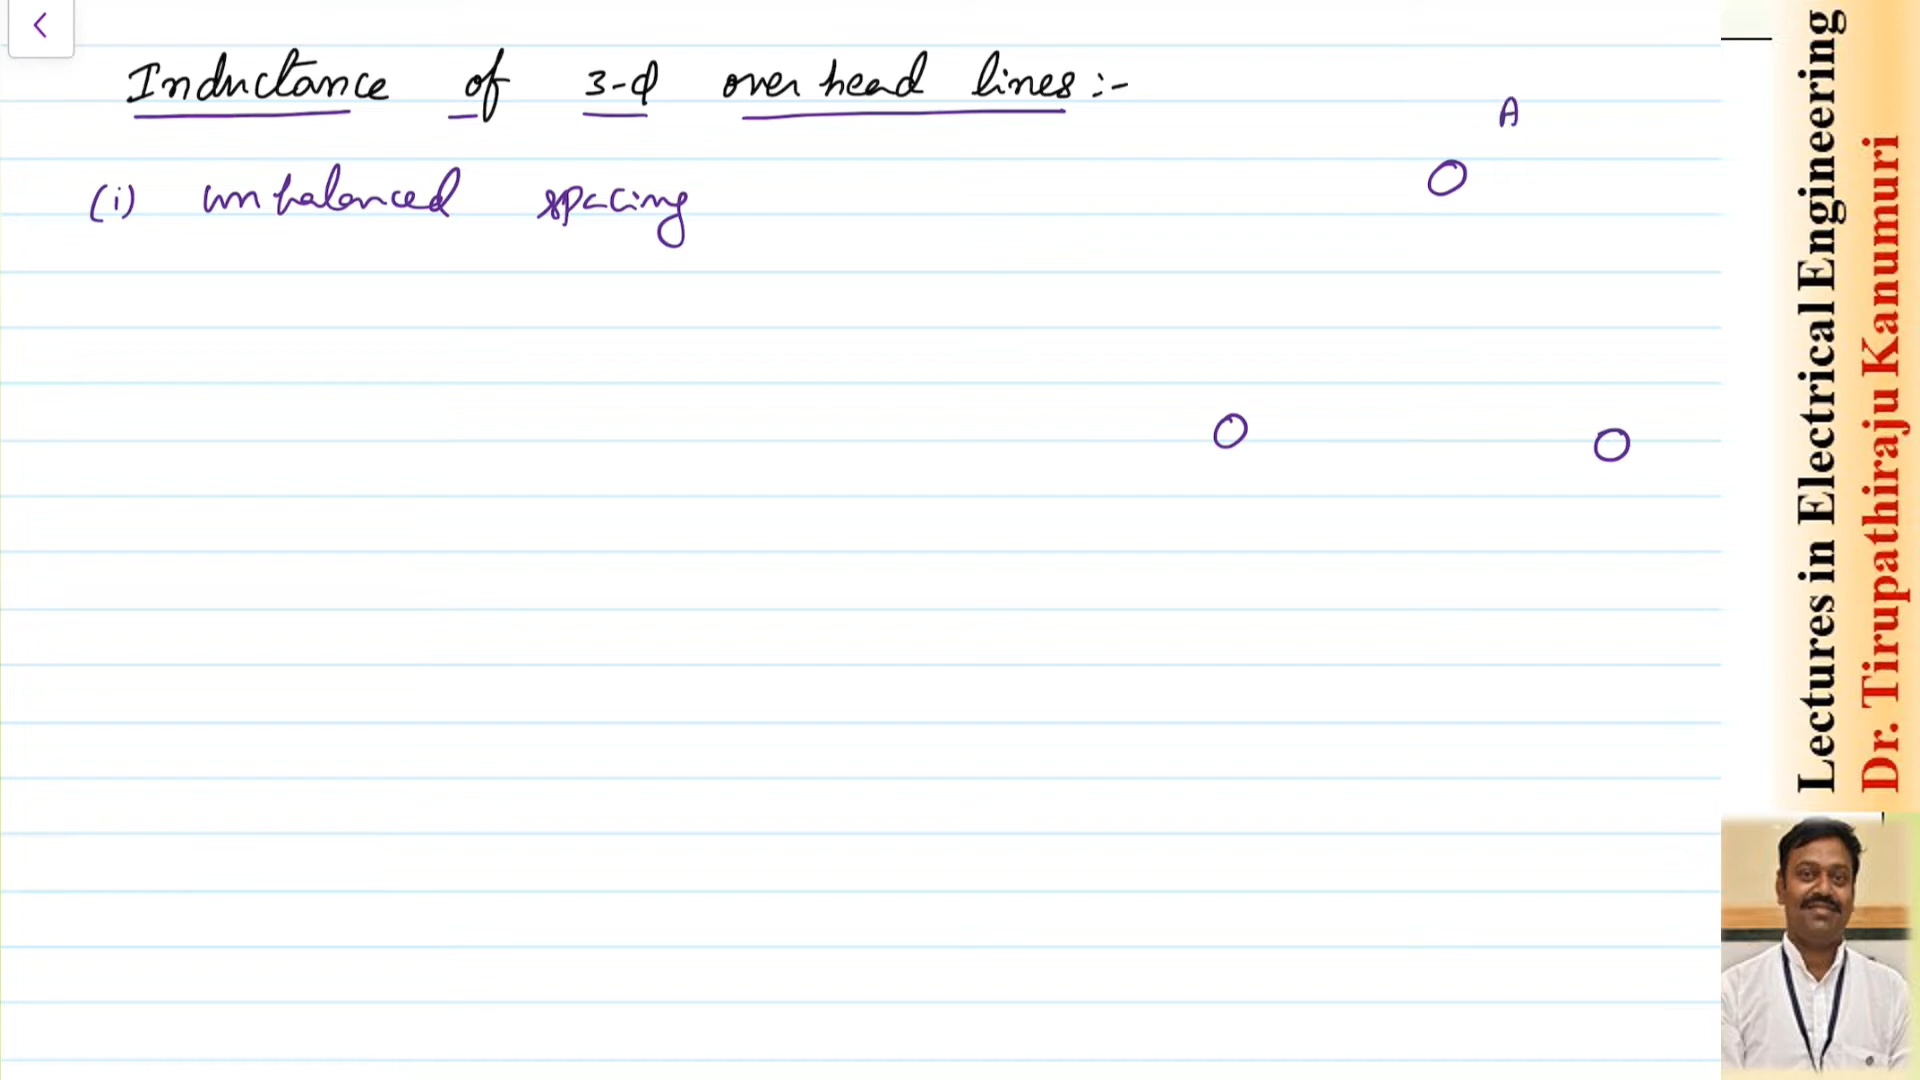 Inductance of 3-ϕ over head lines :-
A
(i) unbalanced spacing
Lectures in Electrical Engineering
Dr. Tirupathiraju Kanumuri